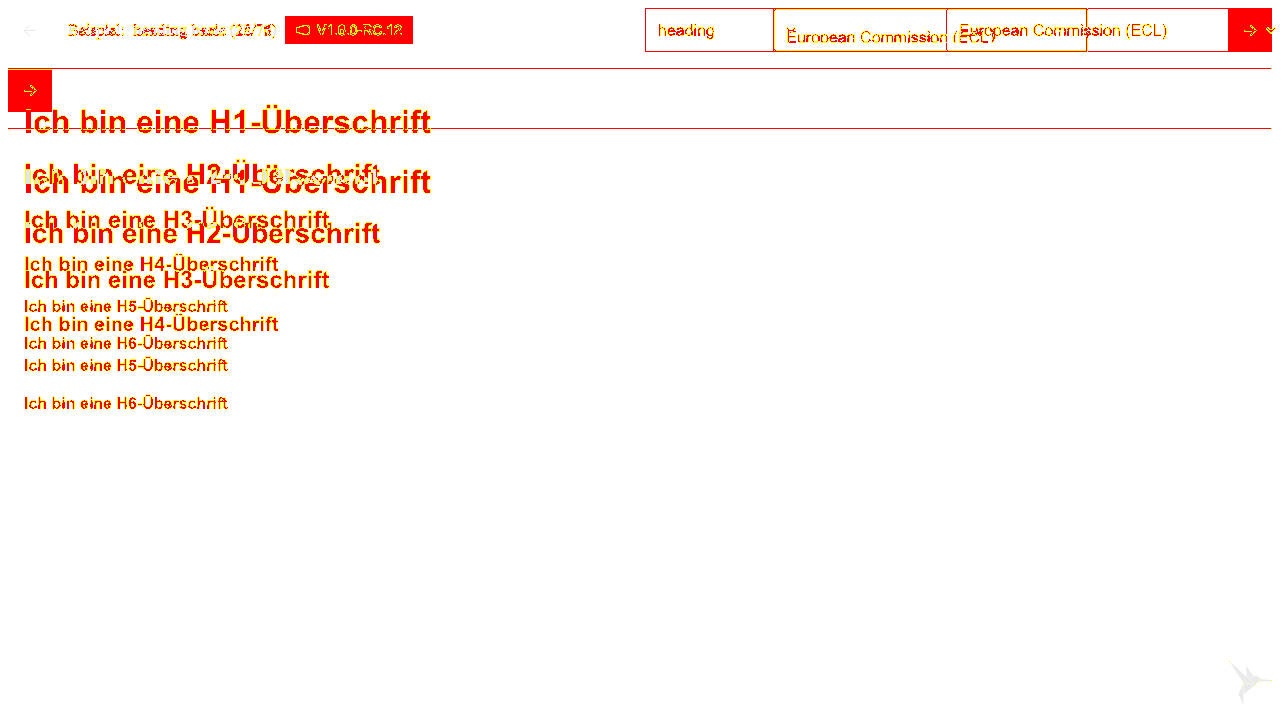 Beispiel: heading basic
V1.0.0-RC.12
heading
European Commission (ECL)
European Commission (ECL)
Ich bin eine H1-Überschrift
Ich bin eine H2-Überschrift
Ich bin eine H1-Überschrift
Ich bin eine H3-Überschrift
Ich bin eine H2-Überschrift
Ich bin eine H4-Überschrift
Ich bin eine H3-Überschrift
Ich bin eine H5-Überschrift
Ich bin eine H4-Überschrift
Ich bin eine H6-Überschrift
Ich bin eine H5-Überschrift
Ich bin eine H6-Überschrift